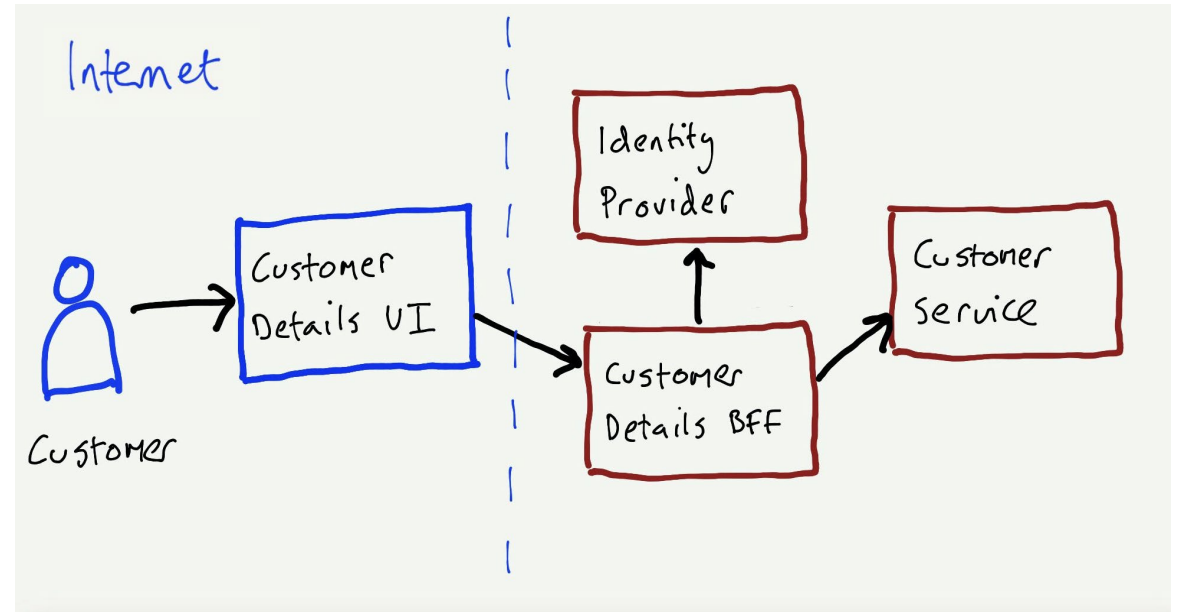 Internet
Identity
Provider
Customer
Details UI
Customer
Service
Customer
Details BFF
Customer